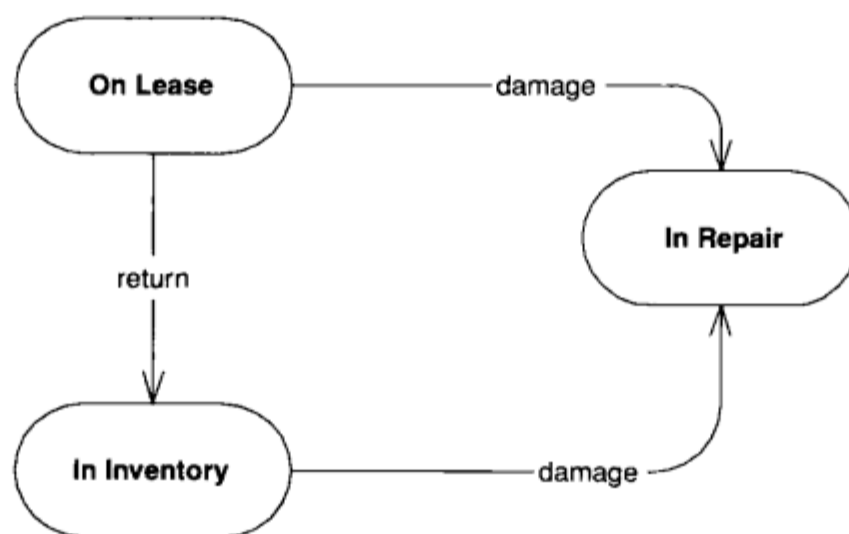 On Lease
damage
In Repair
return
In Inventory
damage